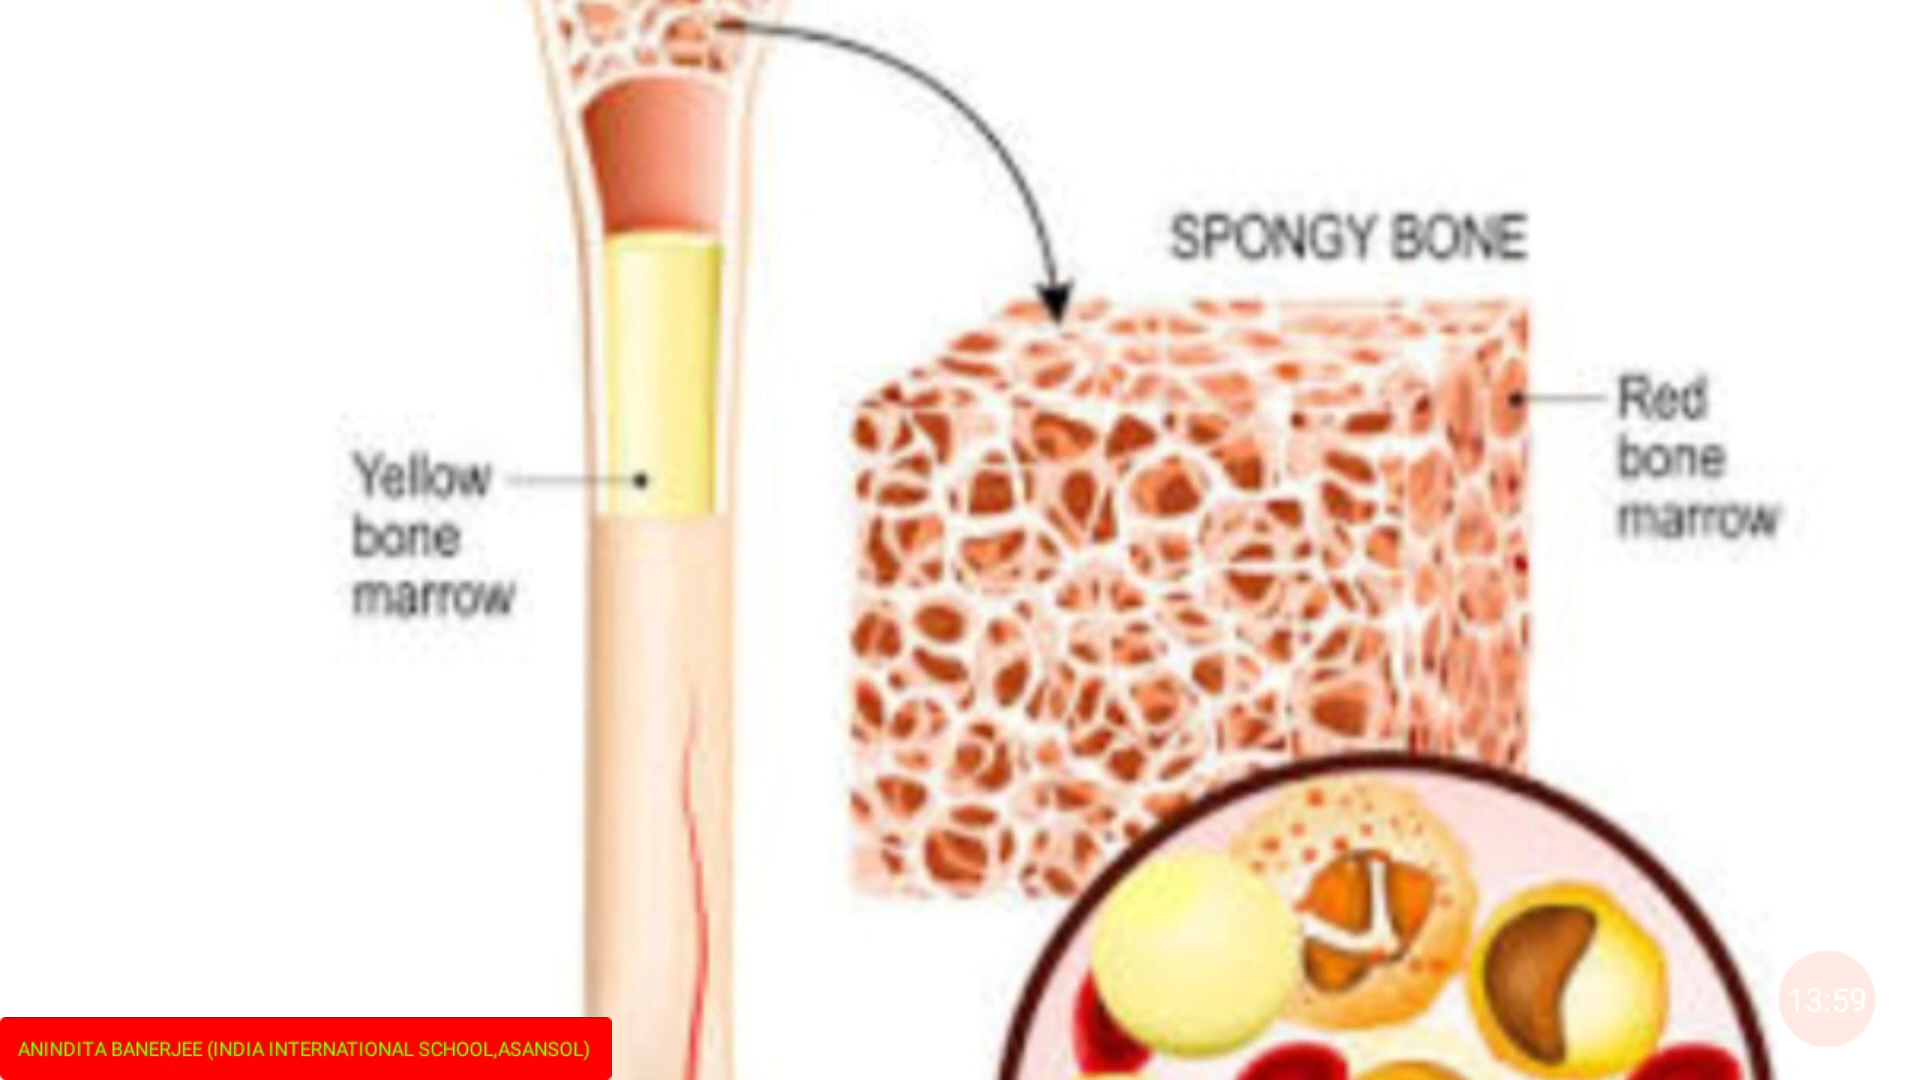 SPONGY BONE
Red
bone
marrow
Yellow
bone
marrow
13:59
ANINDITA BANERJEE (INDIA INTERNATIONAL SCHOOL,ASANSOL)